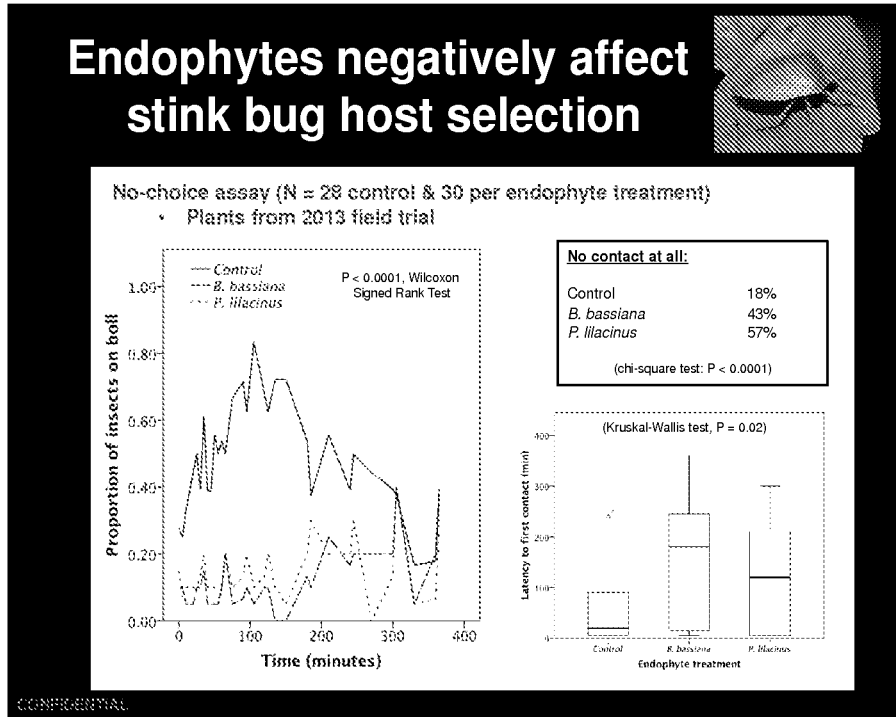 Endophytes negatively affect
stink bug host selection
No-choice assay (N = 28 control & 30 per endophyte treatment)
• Plants from 2013 field trial
Control
B. bassiana
P. lilacinus
P < 0.0001, Wilcoxon
Signed Rank Test
1.00
0.80
0.60
0.40
0.20
0.00
Proportion of insects on boll
0 100 200 300 400
Time (minutes)
No contact at all:
Control 18%
B. bassiana 43%
P. lilacinus 57%
(chi-square test: P < 0.0001)
(Kruskal-Wallis test, P = 0.02)
400
300
200
100
0
Latency to first contact (min)
Control B. bassiana P. lilacinus
Endophyte treatment
CONFIDENTIAL